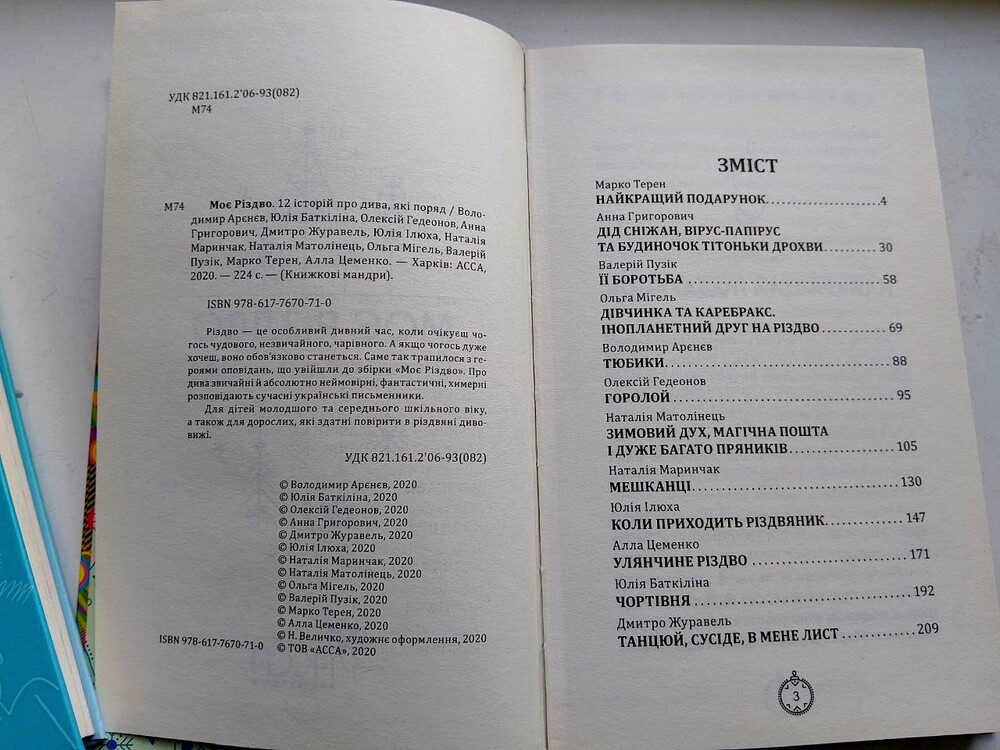 УДК 821.161.2'06-93(082)
М74
М74 Моє Різдво. 12 історій про дива, які поряд / Воло-
димир Арєнєв, Юлія Баткіліна, Олексій Гедеонов, Анна
Григорович, Дмитро Журавель, Юлія Ілюха, Наталія
Маринчак, Наталія Матолінець, Ольга Мігель, Валерій
Пузік, Марко Терен, Алла Цеменко. — Харків: АССА,
2020. — 224 с. — (Книжкові мандри).
ISBN 978-617-7670-71-0
Різдво — це особливий дивний час, коли очікуєш чо-
гось чудового, незвичайного, чарівного. А якщо чогось дуже
хочеш, воно обов'язково станеться. Саме так трапилося з ге-
роями оповідань, що увійшли до збірки «Моє Різдво». Про
дива звичайні й абсолютно неймовірні, фантастичні, химерні
розповідають сучасні українські письменники.
Для дітей молодшого та середнього шкільного віку,
а також для дорослих, які здатні повірити в різдвяні диво-
вижі.
УДК 821.161.2'06-93(082)
© Володимир Арєнєв, 2020
© Юлія Баткіліна, 2020
© Олексій Гедеонов, 2020
© Анна Григорович, 2020
© Дмитро Журавель, 2020
© Юлія Ілюха, 2020
© Наталія Маринчак, 2020
© Наталія Матолінець, 2020
© Ольга Мігель, 2020
© Валерій Пузік, 2020
© Марко Терен, 2020
© Алла Цеменко, 2020
© Н. Величко, художнє оформлення, 2020
ISBN 978-617-7670-71-0 © ТОВ «АССА», 2020
ЗМІСТ
Марко Терен
НАЙКРАЩИЙ ПОДАРУНОК.....................4
Анна Григорович
ДІД СНІЖАН, ВІРУС-ПАПІРУС
ТА БУДИНОЧОК ТІТОНЬКИ ДРОХВИ.......... 30
Валерій Пузік
ЇЇ БОРОТЬБА ................................ 58
Ольга Мігель
ДІВЧИНКА ТА КАРЕБРАКС.
ІНОПЛАНЕТНИЙ ДРУГ НА РІЗДВО............ 69
Володимир Арєнєв
ТЮБИКИ..................................... 88
Олексій Гедеонов
ГОРОЛОЙ.................................... 95
Наталія Матолінець
ЗИМОВИЙ ДУХ, МАГІЧНА ПОШТА
І ДУЖЕ БАГАТО ПРЯНИКІВ.................. 105
Наталія Маринчак
МЕШКАНЦІ................................. 130
Юлія Ілюха
КОЛИ ПРИХОДИТЬ РІЗДВЯНИК.............. 147
Алла Цеменко
УЛЯНЧИНЕ РІЗДВО ......................... 171
Юлія Баткіліна
ЧОРТІВНЯ .................................. 192
Дмитро Журавель
ТАНЦЮЙ, СУСІДЕ, В МЕНЕ ЛИСТ ............ 209
3